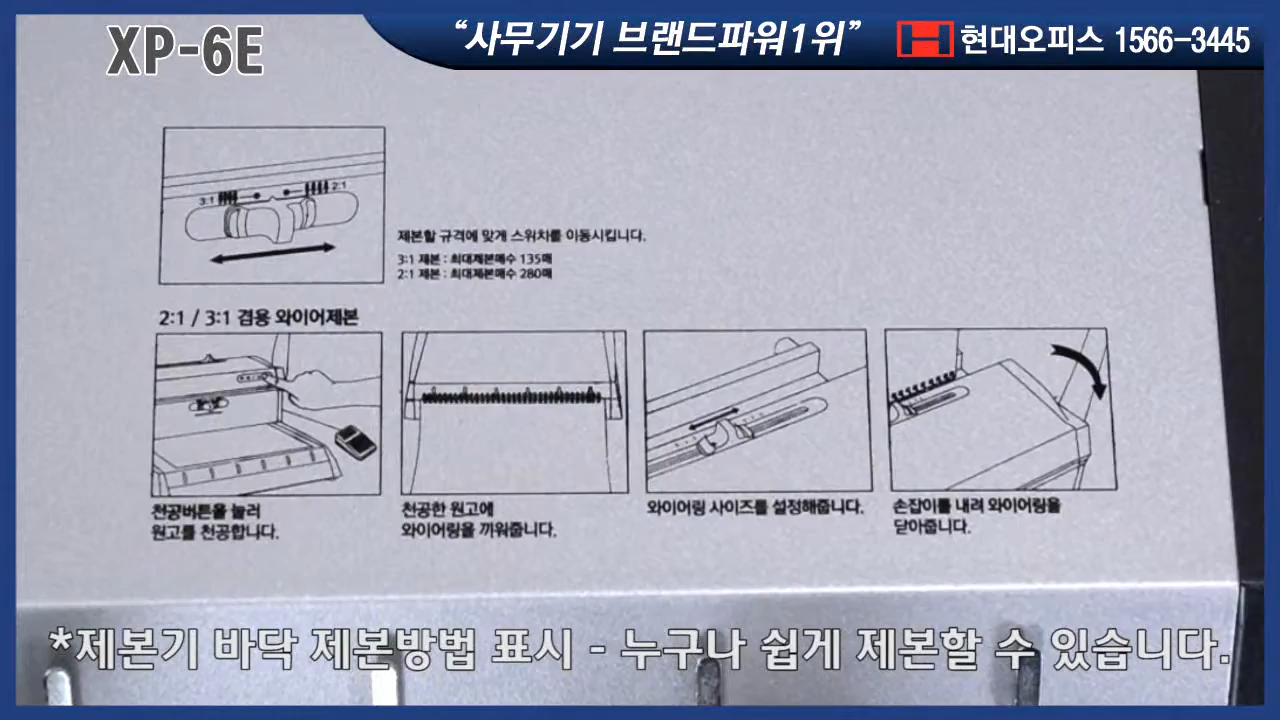 XP-6E
“사무기기 브랜드파워1위”
현대오피스 1566-3445
3:1
2:1
제본할 규격에 맞게 스위치를 이동시킵니다.
3:1 제본 : 최대제본매수 135매
2:1 제본 : 최대제본매수 280매
2:1 / 3:1 겸용 와이어제본
천공버튼을 눌러
원고를 천공합니다.
천공한 원고에
와이어링을 끼워줍니다.
와이어링 사이즈를 설정해줍니다.
손잡이를 내려 와이어링을
닫아줍니다.
*제본기 바닥 제본방법 표시 - 누구나 쉽게 제본할 수 있습니다.